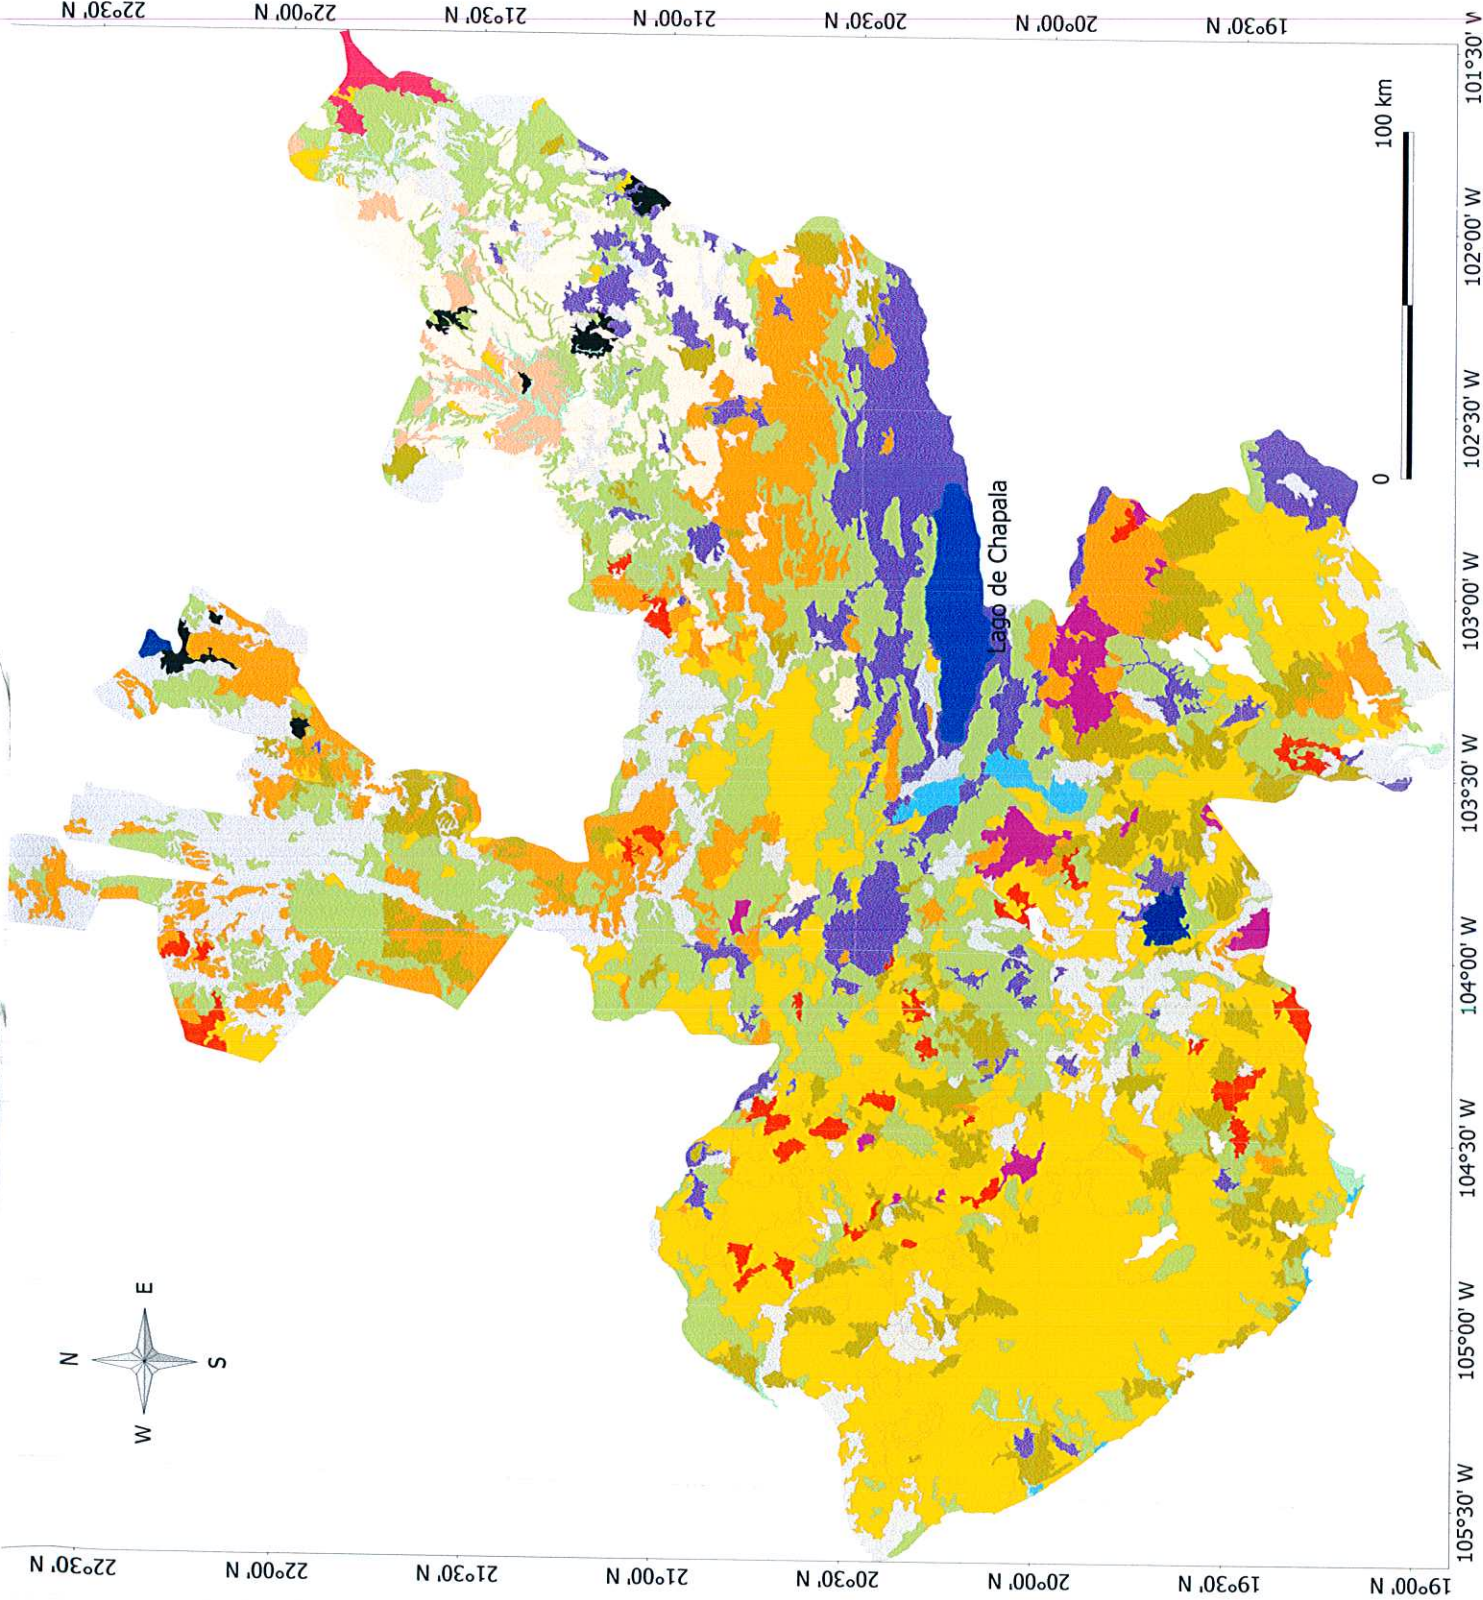 22°30' N
22°00' N
21°30' N
21°00' N
20°30' N
20°00' N
19°30' N
101°30' W
102°00' W
102°30' W
103°00' W
103°30' W
104°00' W
104°30' W
105°00' W
105°30' W
100 km
0
Lago de Chapala
N
E
S
W
22°30' N
22°00' N
21°30' N
21°00' N
20°30' N
20°00' N
19°30' N
19°00' N